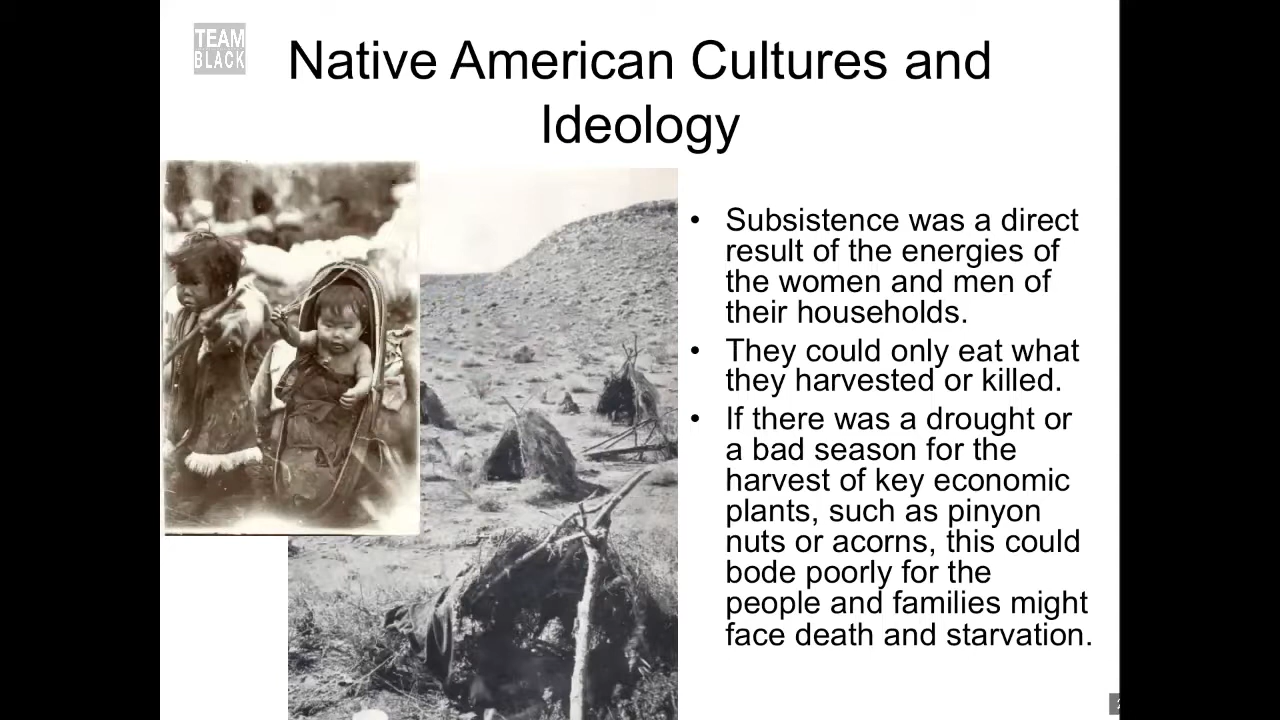 TEAM
BLACK
Native American Cultures and
Ideology
• Subsistence was a direct
result of the energies of
the women and men of
their households.
• They could only eat what
they harvested or killed.
• If there was a drought or
a bad season for the
harvest of key economic
plants, such as pinyon
nuts or acorns, this could
bode poorly for the
people and families might
face death and starvation.